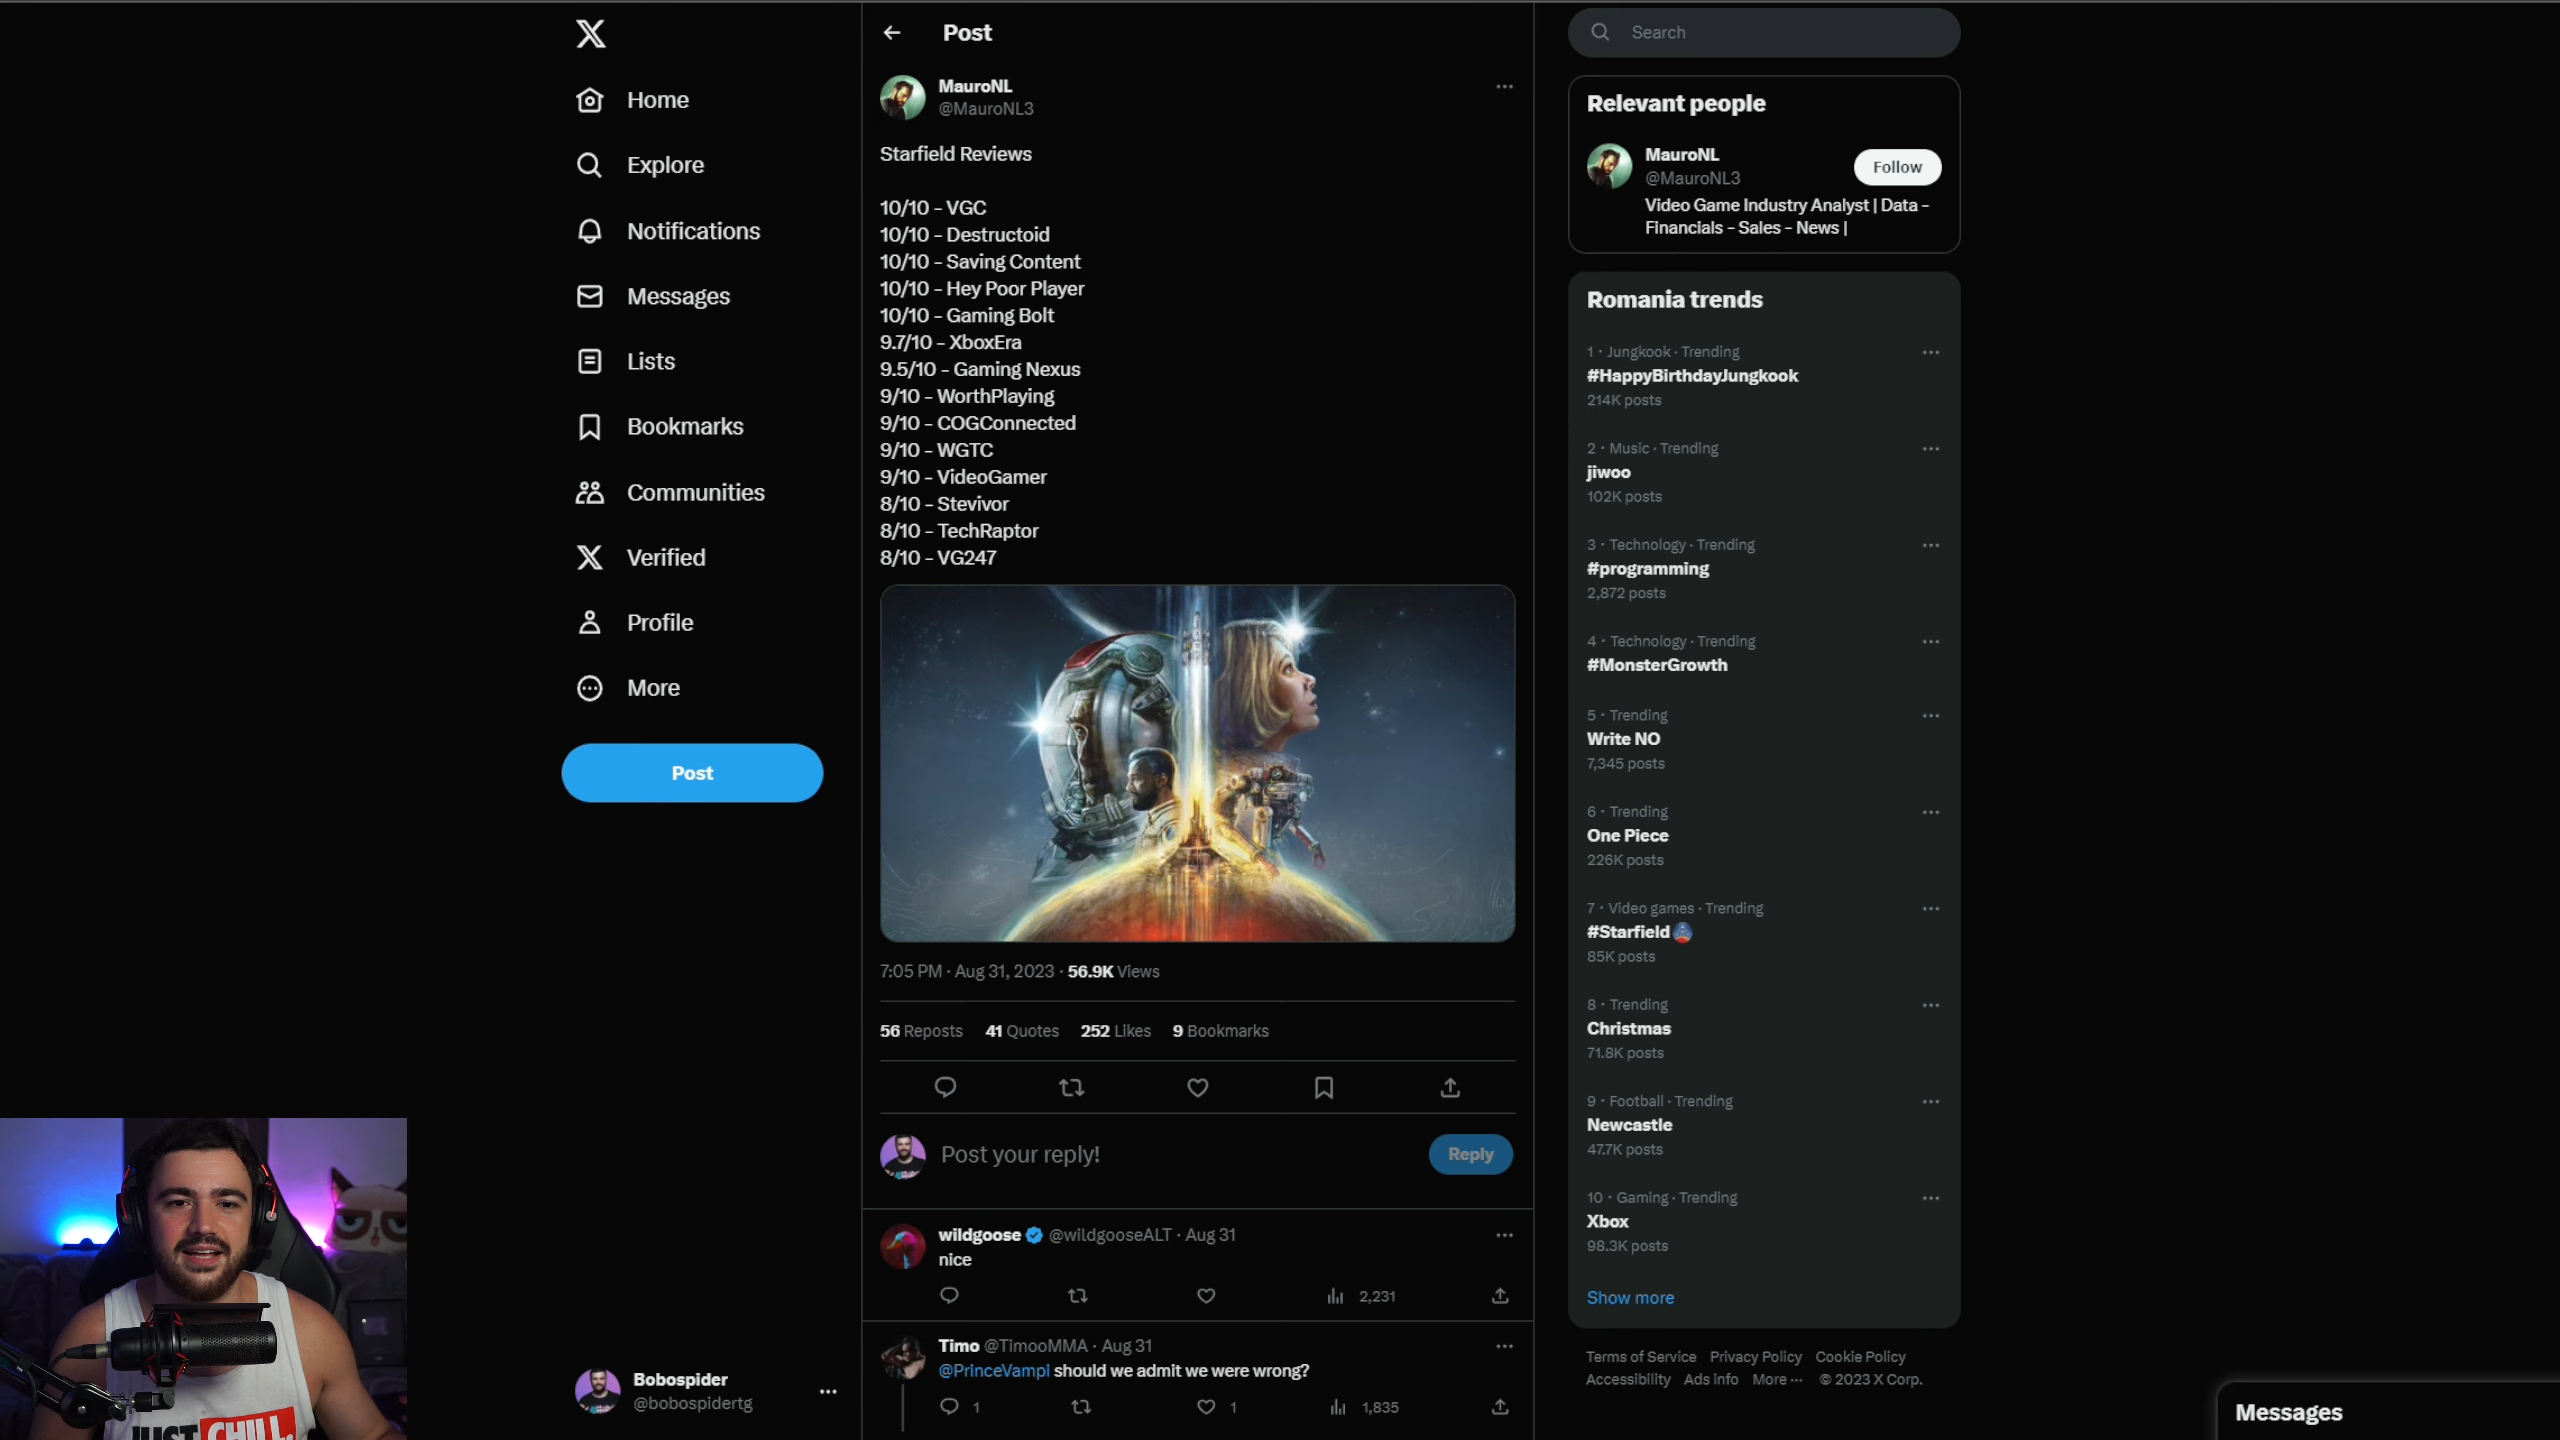 Home
Explore
Notifications
Messages
Lists
Bookmarks
Communities
Verified
Profile
More
Post
Bobospider
@bobospidertg
Post
MauroNL
@MauroNL3
Starfield Reviews
10/10 - VGC
10/10 - Destructoid
10/10 - Saving Content
10/10 - Hey Poor Player
10/10 - Gaming Bolt
9.7/10 - XboxEra
9.5/10 - Gaming Nexus
9/10 - WorthPlaying
9/10 - COGConnected
9/10 - WGTC
9/10 - VideoGamer
8/10 - Stevivor
8/10 - TechRaptor
8/10 - VG247
7:05 PM · Aug 31, 2023 · 56.9K Views
56 Reposts 41 Quotes 252 Likes 9 Bookmarks
Post your reply!
Reply
wildgoose @wildgooseALT · Aug 31
nice
2,231
Timo @TimooMMA · Aug 31
@PrinceVampi should we admit we were wrong?
1 1 1,835
Search
Relevant people
MauroNL
@MauroNL3
Follow
Video Game Industry Analyst | Data -
Financials - Sales - News |
Romania trends
1 · Jungkook · Trending
#HappyBirthdayJungkook
214K posts
2 · Music · Trending
jiwoo
102K posts
3 · Technology · Trending
#programming
2,872 posts
4 · Technology · Trending
#MonsterGrowth
5 · Trending
Write NO
7,345 posts
6 · Trending
One Piece
226K posts
7 · Video games · Trending
#Starfield
85K posts
8 · Trending
Christmas
71.8K posts
9 · Football · Trending
Newcastle
47.7K posts
10 · Gaming · Trending
Xbox
98.3K posts
Show more
Terms of Service Privacy Policy Cookie Policy
Accessibility Ads info More ··· © 2023 X Corp.
Messages
JUST CHILL.